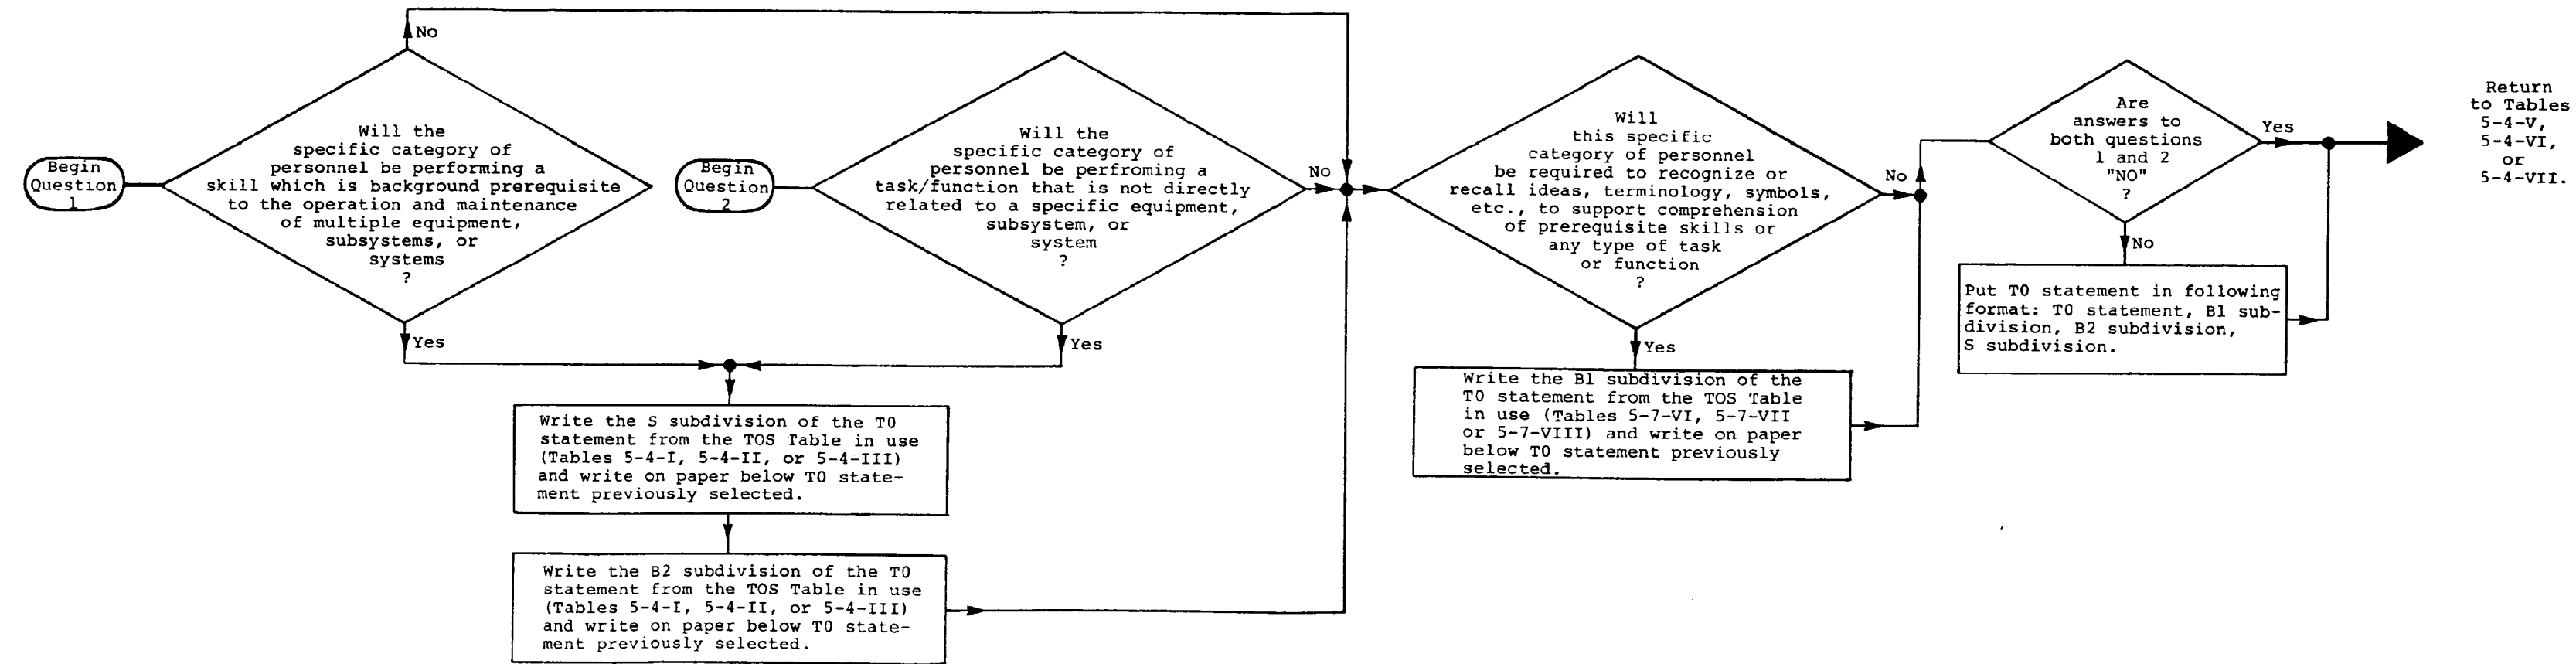 No
Begin
Question
1
Will the
specific category of
personnel be performing a
skill which is background prerequisite
to the operation and maintenance
of multiple equipment,
subsystems, or
systems
?
Yes
Begin
Question
2
Will the
specific category of
personnel be prefroming a
task/function that is not directly
related to a specific equipment,
subsystem, or
system
?
No
Yes
Write the S subdivision of the T0
statement from the TOS Table in use
(Tables 5-4-I, 5-4-II, or 5-4-III)
and write on paper below T0 state-
ment previously selected.
Write the B2 subdivision of the T0
statement from the TOS Table in use
(Tables 5-4-I, 5-4-II, or 5-4-III)
and write on paper below T0 state-
ment previously selected.
Will
this specific
category of personnel
be required to recognize or
recall ideas, terminology, symbols,
etc., to support comprehension
of prerequisite skills or
any type of task
or function
?
No
Yes
Write the B1 subdivision of the
T0 statement from the TOS Table
in use (Tables 5-7-VI, 5-7-VII
or 5-7-VIII) and write on paper
below T0 statement previously
selected.
Are
answers to
both questions
1 and 2
"NO"
?
Yes
No
Put T0 statement in following
format: T0 statement, B1 sub-
division, B2 subdivision,
S subdivision.
Return
to Tables
5-4-V,
5-4-VI,
or
5-4-VII.